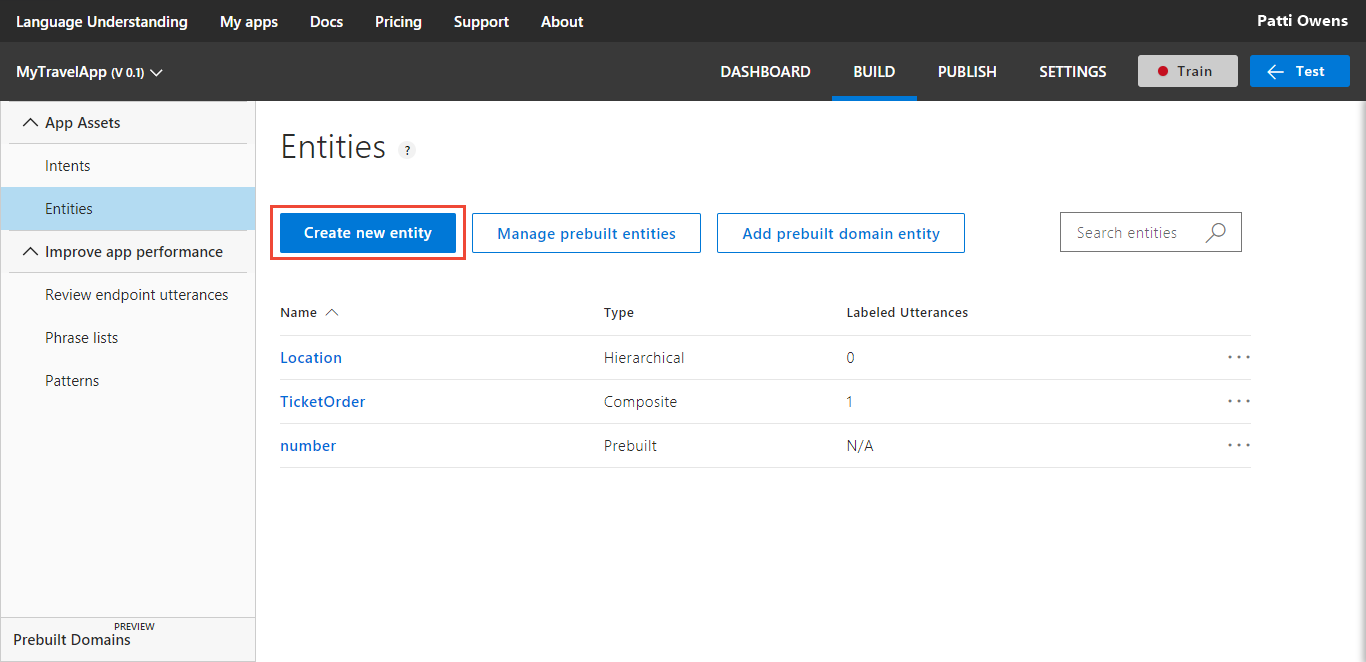 Language Understanding My apps Docs Pricing Support About Patti Owens
MyTravelApp (V 0.1) DASHBOARD BUILD PUBLISH SETTINGS Train Test
App Assets
Intents
Entities
Improve app performance
Review endpoint utterances
Phrase lists
Patterns
PREVIEW
Prebuilt Domains
Entities ?
Create new entity Manage prebuilt entities Add prebuilt domain entity Search entities
Name Type Labeled Utterances
Location Hierarchical 0 ...
TicketOrder Composite 1 ...
number Prebuilt N/A ...